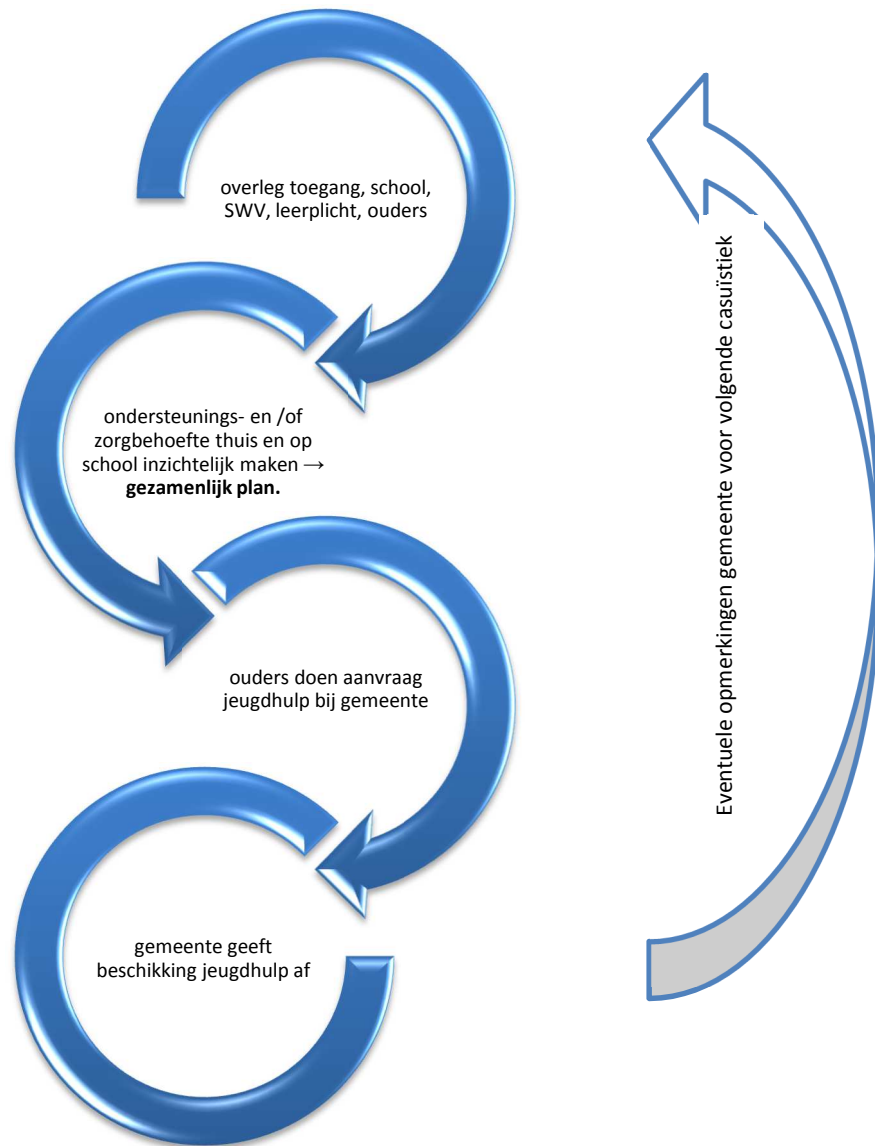 overleg toegang, school,
SWV, leerplicht, ouders
ondersteunings- en /of
zorgbehoefte thuis en op
school inzichtelijk maken →
gezamenlijk plan.
ouders doen aanvraag
jeugdhulp bij gemeente
gemeente geeft
beschikking jeugdhulp af
Eventuele opmerkingen gemeente voor volgende casuïstiek